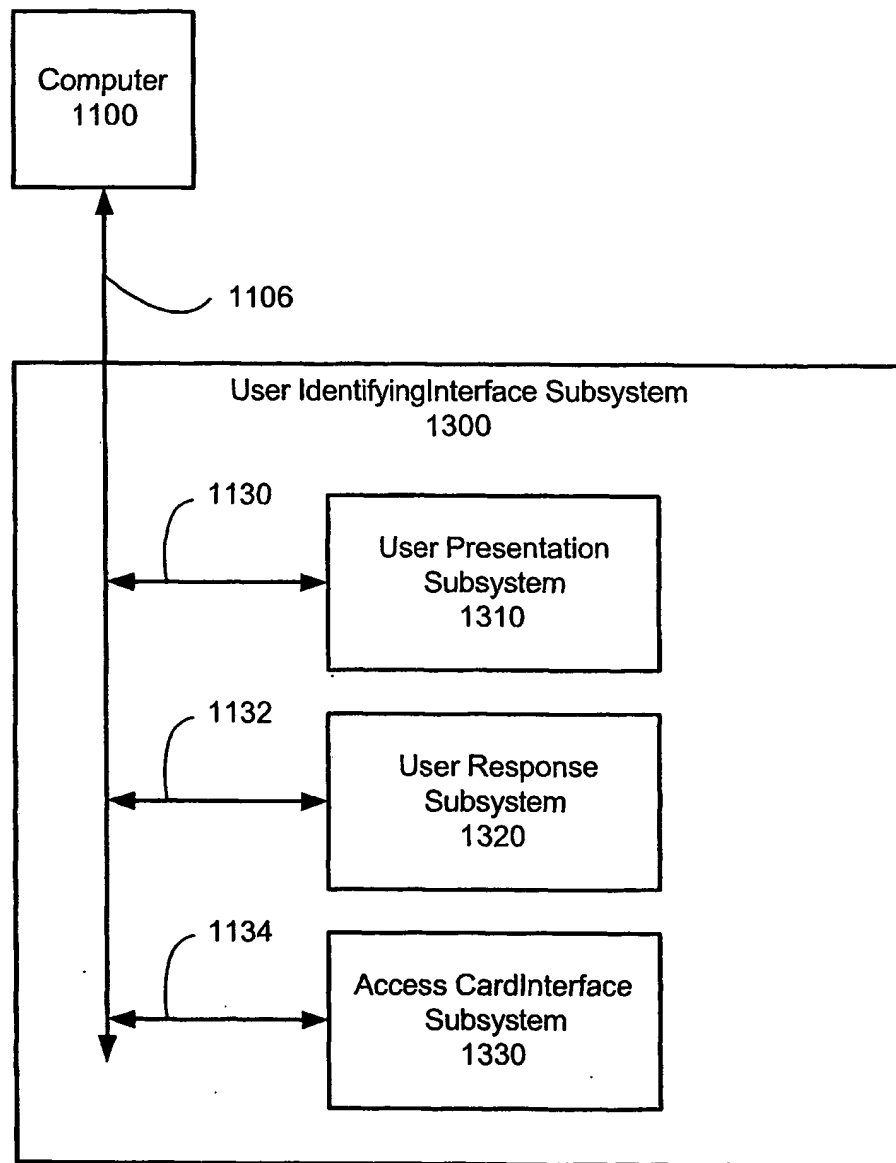 Computer
1100
1106
User IdentifyingInterface Subsystem
1300
1130
User Presentation
Subsystem
1310
1132
User Response
Subsystem
1320
1134
Access CardInterface
Subsystem
1330